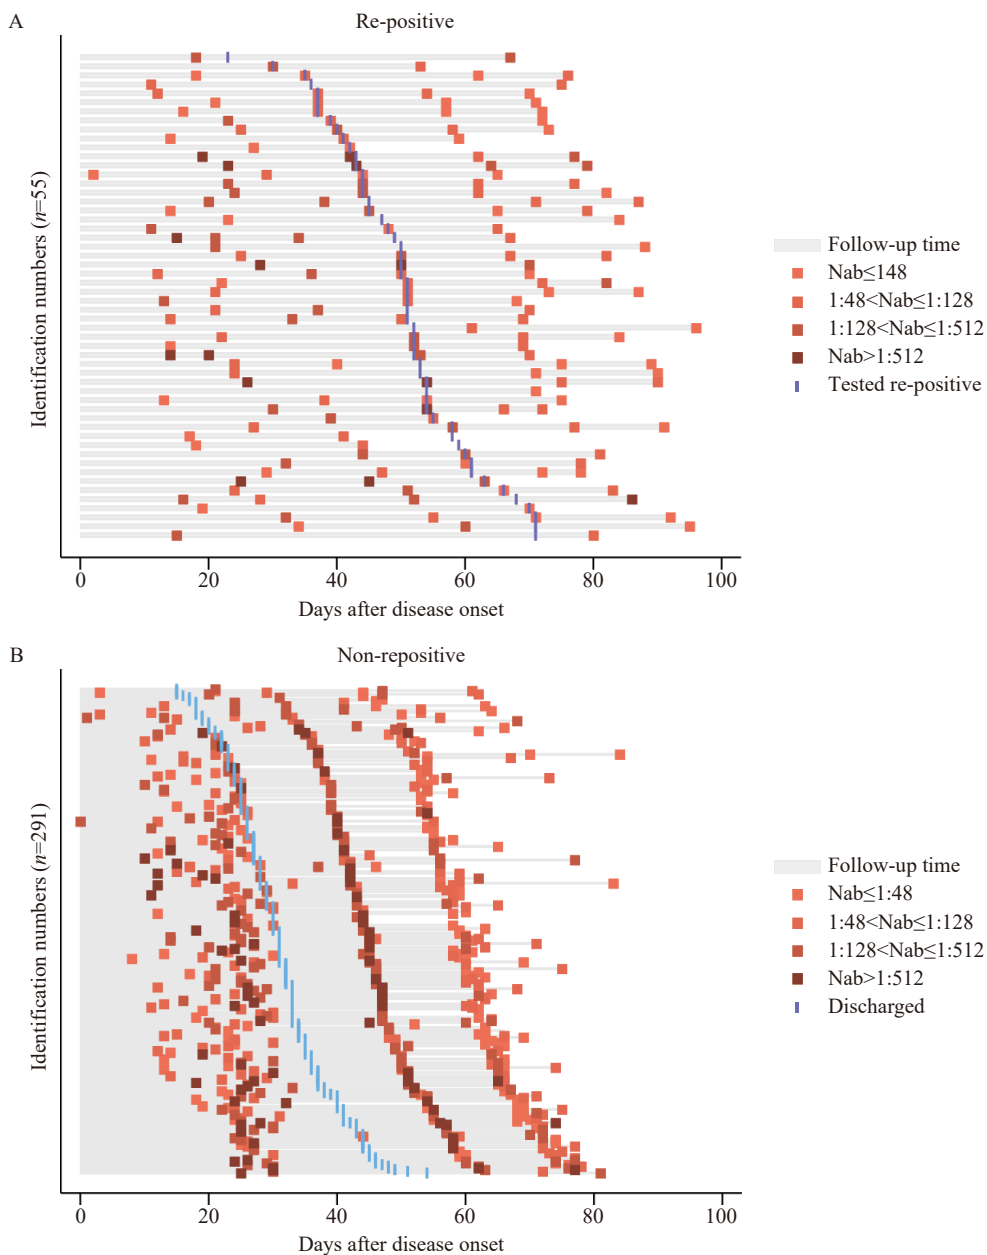 A
Re-positive
Identification numbers (n=55)
Follow-up time
Nab≤148
1:48<Nab≤1:128
1:128<Nab≤1:512
Nab>1:512
Tested re-positive
0 20 40 60 80 100
Days after disease onset
B
Non-repositive
Identification numbers (n=291)
Follow-up time
Nab≤1:48
1:48<Nab≤1:128
1:128<Nab≤1:512
Nab>1:512
Discharged
0 20 40 60 80 100
Days after disease onset